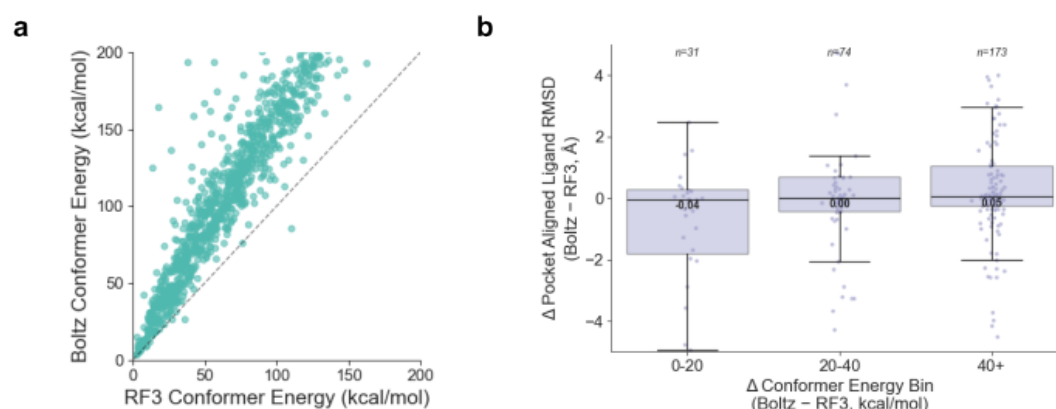 a
Boltz Conformer Energy (kcal/mol)
200
150
100
50
0
0
50
100
150
200
RF3 Conformer Energy (kcal/mol)
b
Δ Pocket Aligned Ligand RMSD
(Boltz − RF3, Å)
4
2
0
−2
−4
n=31
n=74
n=173
-0.04
0.00
0.05
0-20
20-40
40+
Δ Conformer Energy Bin
(Boltz − RF3, kcal/mol)